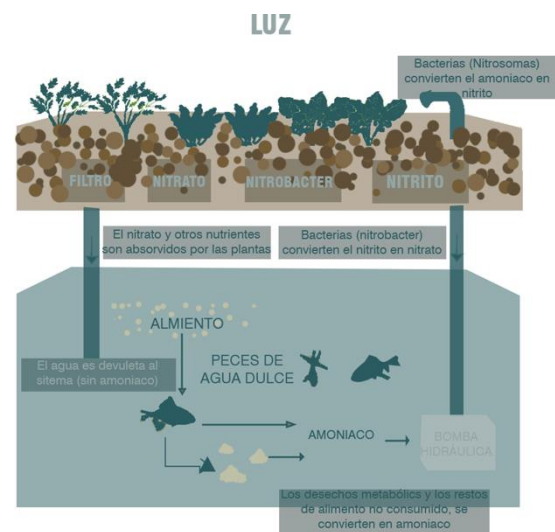 LUZ
Bacterias (Nitrosomas)
convierten el amoniaco en
nitrito
FILTRO
NITRATO
NITROBACTER
NITRITO
El nitrato y otros nutrientes
son absorvidos por las plantas
Bacterias (nitrobacter)
convierten el nitrito en nitrato
ALMIENTO
PECES DE
AGUA DULCE
El agua es devuleta al
sitema (sin amoniaco)
AMONIACO
BOMBA
HIDRÁULICA
Los desechos metabólics y los restos
de alimento no consumido, se
convierten en amoniaco